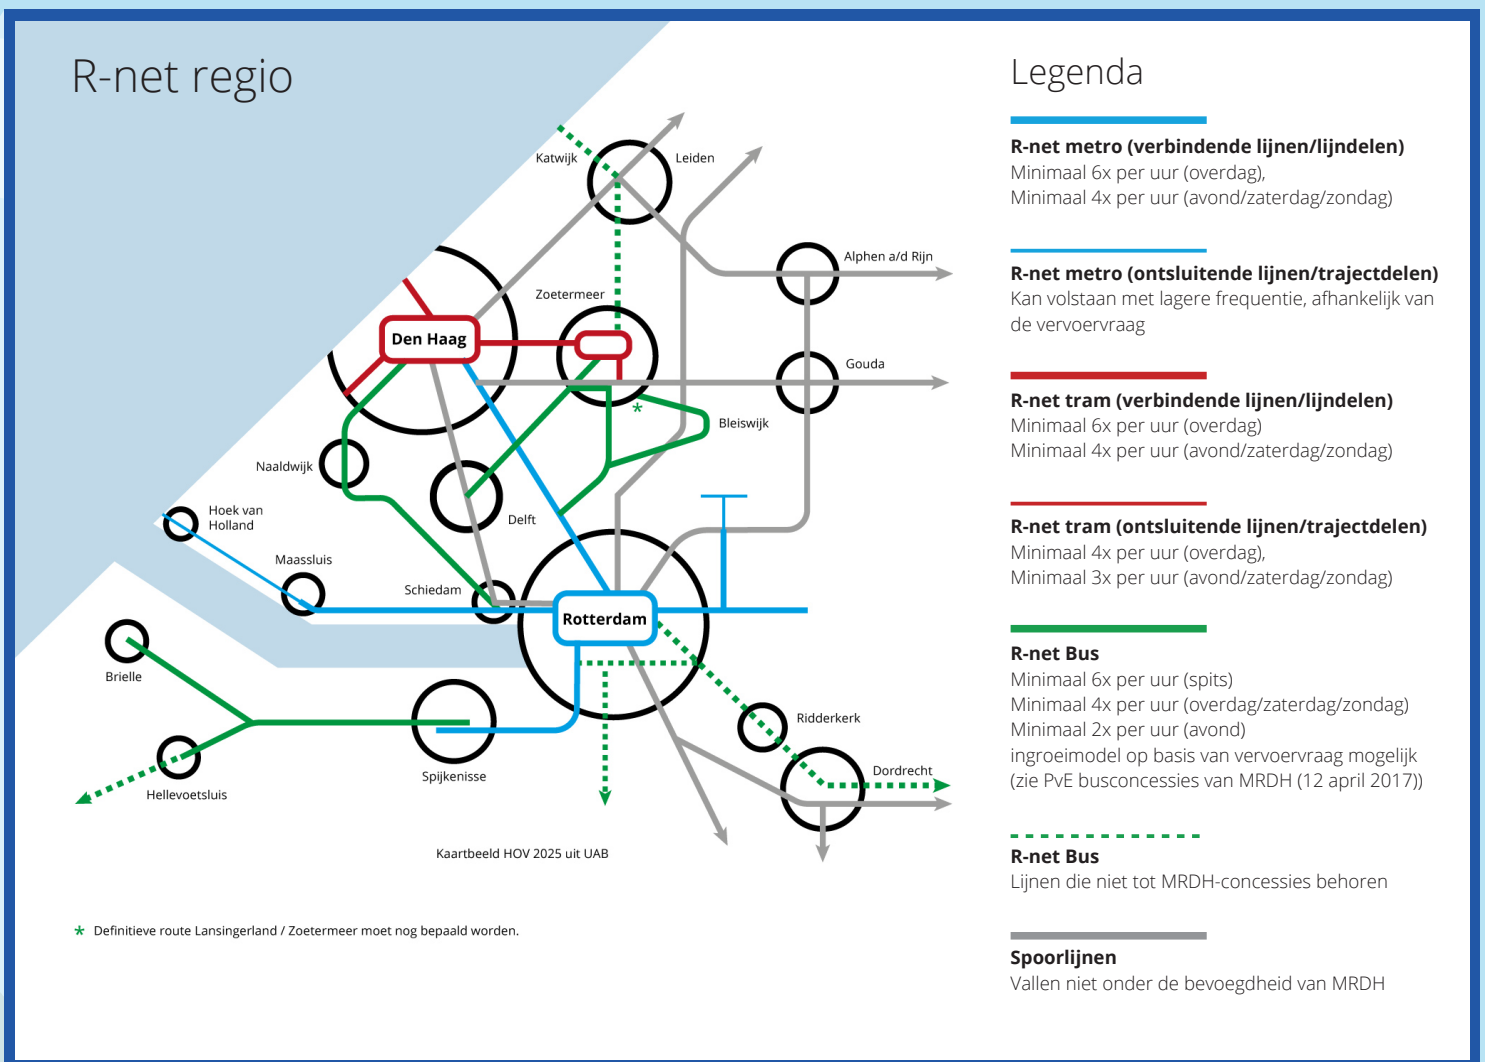 R-net regio
Katwijk
Leiden
Alphen a/d Rijn
Zoetermeer
Den Haag
Gouda
Bleiswijk
*
Naaldwijk
Delft
Hoek van
Holland
Maassluis
Schiedam
Rotterdam
Brielle
Ridderkerk
Spijkenisse
Dordrecht
Hellevoetsluis
Kaartbeeld HOV 2025 uit UAB
* Definitieve route Lansingerland / Zoetermeer moet nog bepaald worden.
Legenda
R-net metro (verbindende lijnen/lijndelen)
Minimaal 6x per uur (overdag),
Minimaal 4x per uur (avond/zaterdag/zondag)
R-net metro (ontsluitende lijnen/trajectdelen)
Kan volstaan met lagere frequentie, afhankelijk van
de vervoervraag
R-net tram (verbindende lijnen/lijndelen)
Minimaal 6x per uur (overdag)
Minimaal 4x per uur (avond/zaterdag/zondag)
R-net tram (ontsluitende lijnen/trajectdelen)
Minimaal 4x per uur (overdag),
Minimaal 3x per uur (avond/zaterdag/zondag)
R-net Bus
Minimaal 6x per uur (spits)
Minimaal 4x per uur (overdag/zaterdag/zondag)
Minimaal 2x per uur (avond)
ingroeimodel op basis van vervoervraag mogelijk
(zie PvE busconcessies van MRDH (12 april 2017))
R-net Bus
Lijnen die niet tot MRDH-concessies behoren
Spoorlijnen
Vallen niet onder de bevoegdheid van MRDH